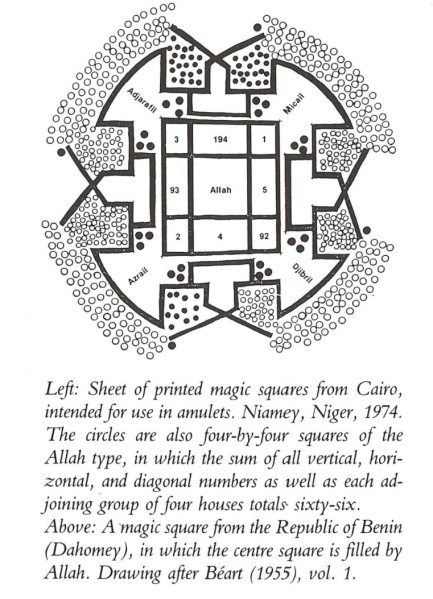 Adjarafil
Micail
3 194 1
93 Allah 5
2 4 92
Azrail
Djibril
Left: Sheet of printed magic squares from Cairo,
intended for use in amulets. Niamey, Niger, 1974.
The circles are also four-by-four squares of the
Allah type, in which the sum of all vertical, hori-
zontal, and diagonal numbers as well as each ad-
joining group of four houses totals sixty-six.
Above: A magic square from the Republic of Benin
(Dahomey), in which the centre square is filled by
Allah. Drawing after Béart (1955), vol. 1.